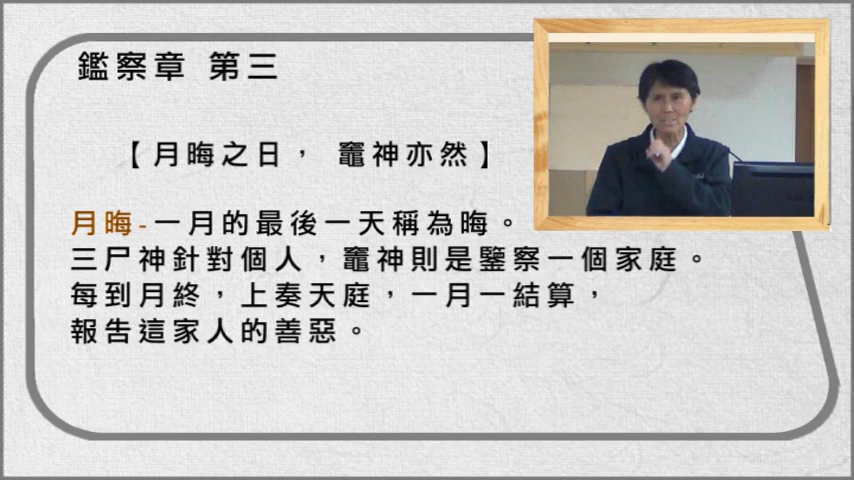 鑑察章 第三
【月晦之日， 竈神亦然】
月晦-一月的最後一天稱為晦。
三尸神針對個人，竈神則是鑒察一個家庭。
每到月終，上奏天庭，一月一結算，
報告這家人的善惡。